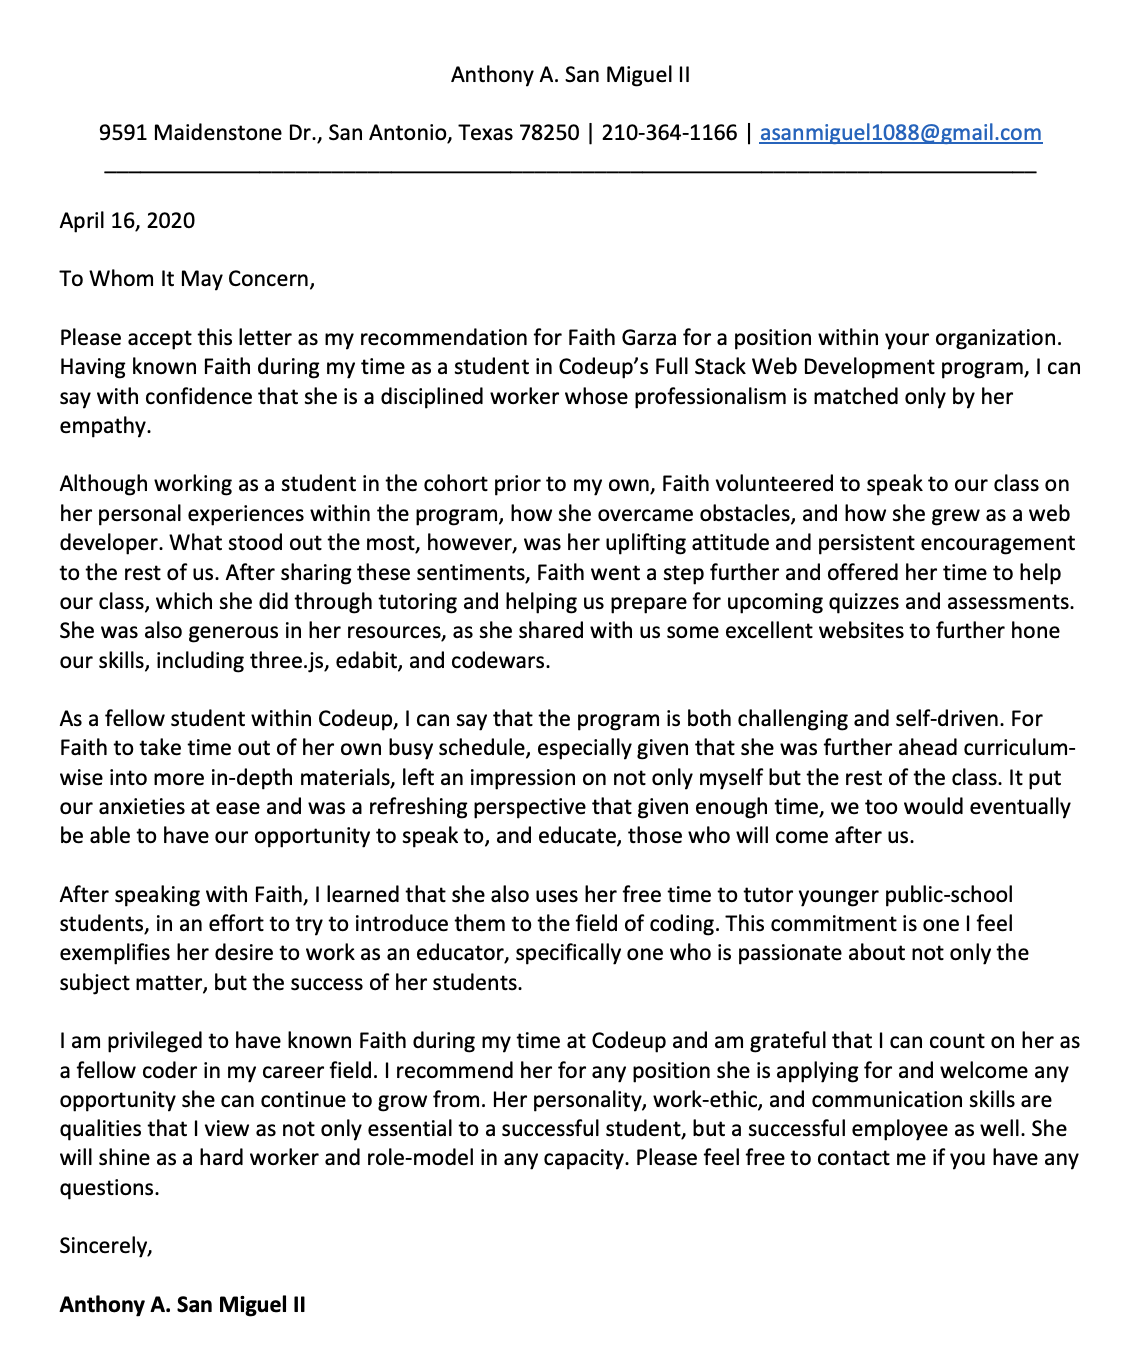 Anthony A. San Miguel II
9591 Maidenstone Dr., San Antonio, Texas 78250 | 210-364-1166 | asanmiguel1088@gmail.com
April 16, 2020
To Whom It May Concern,
Please accept this letter as my recommendation for Faith Garza for a position within your organization.
Having known Faith during my time as a student in Codeup’s Full Stack Web Development program, I can
say with confidence that she is a disciplined worker whose professionalism is matched only by her
empathy.
Although working as a student in the cohort prior to my own, Faith volunteered to speak to our class on
her personal experiences within the program, how she overcame obstacles, and how she grew as a web
developer. What stood out the most, however, was her uplifting attitude and persistent encouragement
to the rest of us. After sharing these sentiments, Faith went a step further and offered her time to help
our class, which she did through tutoring and helping us prepare for upcoming quizzes and assessments.
She was also generous in her resources, as she shared with us some excellent websites to further hone
our skills, including three.js, edabit, and codewars.
As a fellow student within Codeup, I can say that the program is both challenging and self-driven. For
Faith to take time out of her own busy schedule, especially given that she was further ahead curriculum-
wise into more in-depth materials, left an impression on not only myself but the rest of the class. It put
our anxieties at ease and was a refreshing perspective that given enough time, we too would eventually
be able to have our opportunity to speak to, and educate, those who will come after us.
After speaking with Faith, I learned that she also uses her free time to tutor younger public-school
students, in an effort to try to introduce them to the field of coding. This commitment is one I feel
exemplifies her desire to work as an educator, specifically one who is passionate about not only the
subject matter, but the success of her students.
I am privileged to have known Faith during my time at Codeup and am grateful that I can count on her as
a fellow coder in my career field. I recommend her for any position she is applying for and welcome any
opportunity she can continue to grow from. Her personality, work-ethic, and communication skills are
qualities that I view as not only essential to a successful student, but a successful employee as well. She
will shine as a hard worker and role-model in any capacity. Please feel free to contact me if you have any
questions.
Sincerely,
Anthony A. San Miguel II